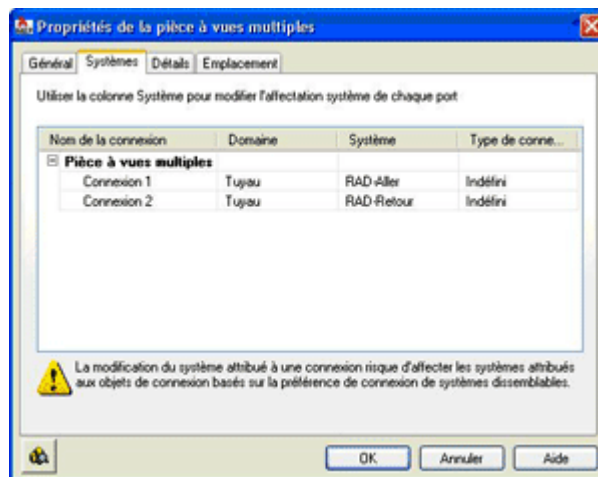 Propriétés de la pièce à vues multiples
Général Systèmes Détails Emplacement
Utiliser la colonne Système pour modifier l'affectation système de chaque port
Nom de la connexion Domaine Système Type de conne...
Pièce à vues multiples
Connexion 1 Tuyau RAD-Aller Indéfini
Connexion 2 Tuyau RAD-Retour Indéfini
La modification du système attribué à une connexion risque d'affecter les systèmes attribués
aux objets de connexion basés sur la préférence de connexion de systèmes dissemblables.
OK Annuler Aide